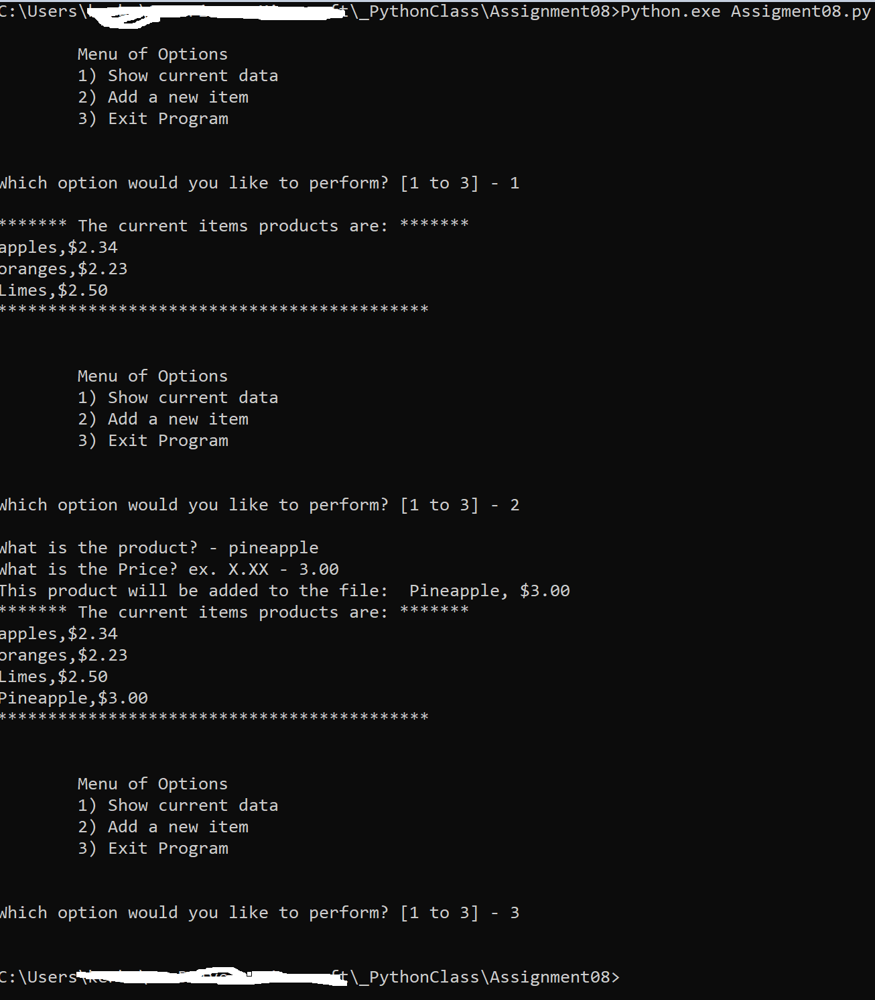 C:\Users\ \_PythonClass\Assignment08>Python.exe Assigment08.py
Menu of Options
1) Show current data
2) Add a new item
3) Exit Program
Which option would you like to perform? [1 to 3] - 1
******* The current items products are: *******
apples,$2.34
oranges,$2.23
Limes,$2.50
*******************************************
Menu of Options
1) Show current data
2) Add a new item
3) Exit Program
Which option would you like to perform? [1 to 3] - 2
What is the product? - pineapple
What is the Price? ex. X.XX - 3.00
This product will be added to the file:  Pineapple, $3.00
******* The current items products are: *******
apples,$2.34
oranges,$2.23
Limes,$2.50
Pineapple,$3.00
*******************************************
Menu of Options
1) Show current data
2) Add a new item
3) Exit Program
Which option would you like to perform? [1 to 3] - 3
C:\Users\ \_PythonClass\Assignment08>